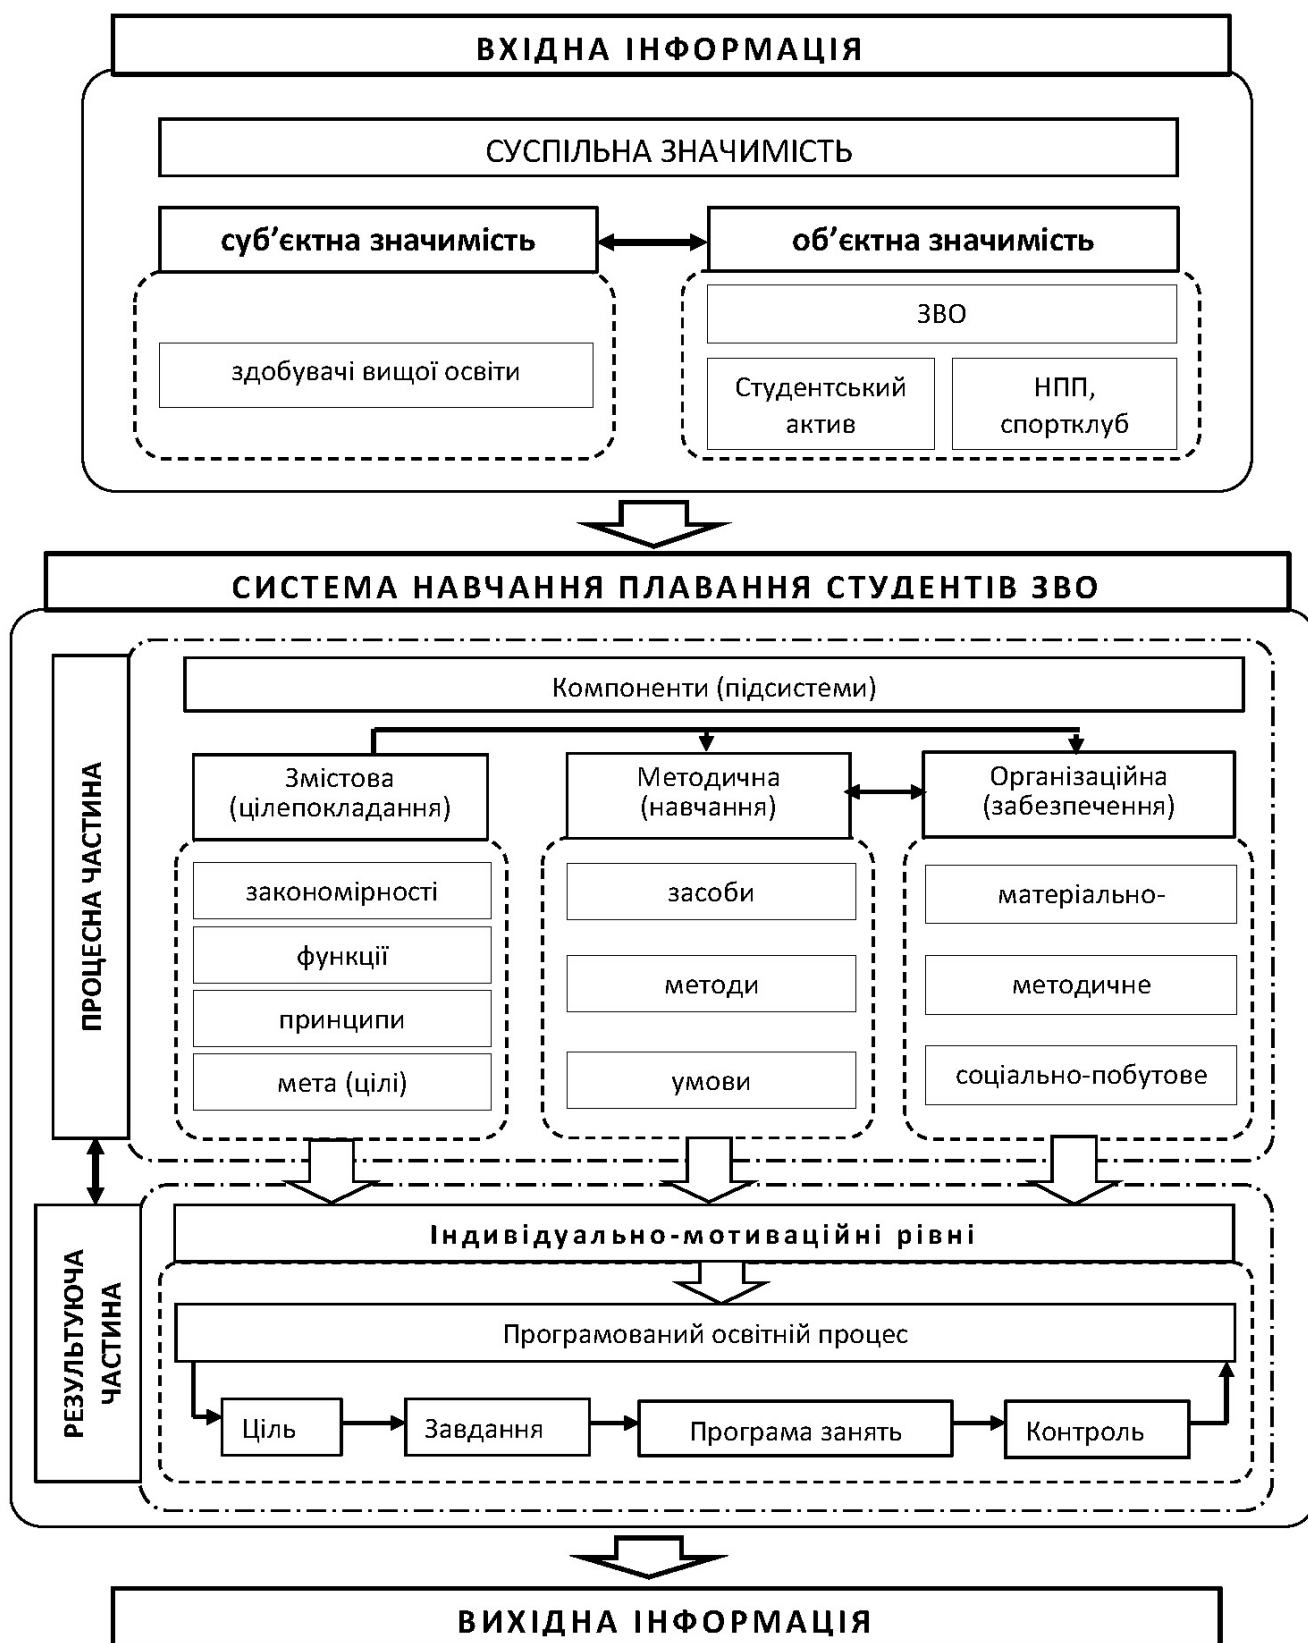 ВХІДНА ІНФОРМАЦІЯ
СУСПІЛЬНА ЗНАЧИМІСТЬ
суб’єктна значимість
об’єктна значимість
здобувачі вищої освіти
ЗВО
Студентський
актив
НПП,
спортклуб
СИСТЕМА НАВЧАННЯ ПЛАВАННЯ СТУДЕНТІВ ЗВО
ПРОЦЕСНА ЧАСТИНА
Компоненти (підсистеми)
Змістова
(цілепокладання)
Методична
(навчання)
Організаційна
(забезпечення)
закономірності
функції
принципи
мета (цілі)
засоби
методи
умови
матеріально-
методичне
соціально-побутове
РЕЗУЛЬТУЮЧА
ЧАСТИНА
Індивідуально-мотиваційні рівні
Програмований освітній процес
Ціль
Завдання
Програма занять
Контроль
ВИХІДНА ІНФОРМАЦІЯ